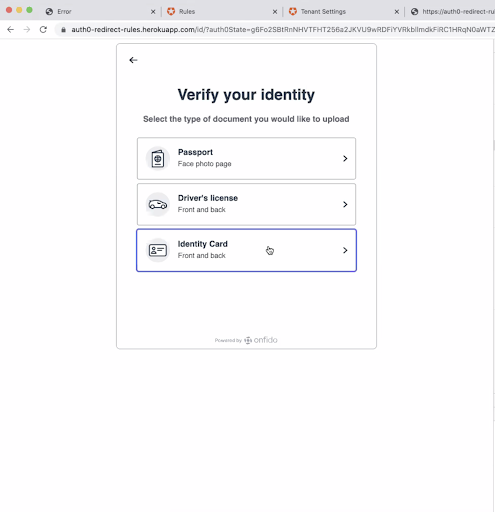 Error
Rules
Tenant Settings
https://auth0-redirect-rul
auth0-redirect-rules.herokuapp.com/id/?auth0State=
Verify your identity
Select the type of document you would like to upload
Passport
Face photo page
Driver's license
Front and back
Identity Card
Front and back
Powered by onfido